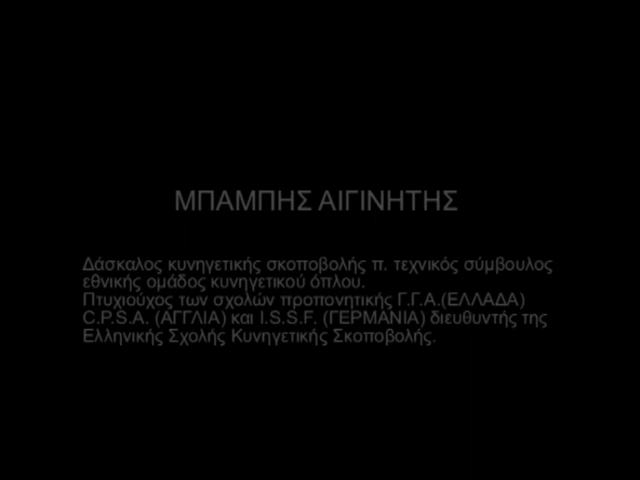 ΜΠΑΜΠΗΣ ΑΙΓΙΝΗΤΗΣ
Δάσκαλος κυνηγετικής σκοποβολής π. τεχνικός σύμβουλος
εθνικής ομάδος κυνηγετικού όπλου.
Πτυχιούχος των σχολών προπονητικής Γ.Γ.Α.(ΕΛΛΑΔΑ)
C.P.S.A. (ΑΓΓΛΙΑ) και I.S.S.F. (ΓΕΡΜΑΝΙΑ) διευθυντής της
Ελληνικής Σχολής Κυνηγετικής Σκοποβολής.